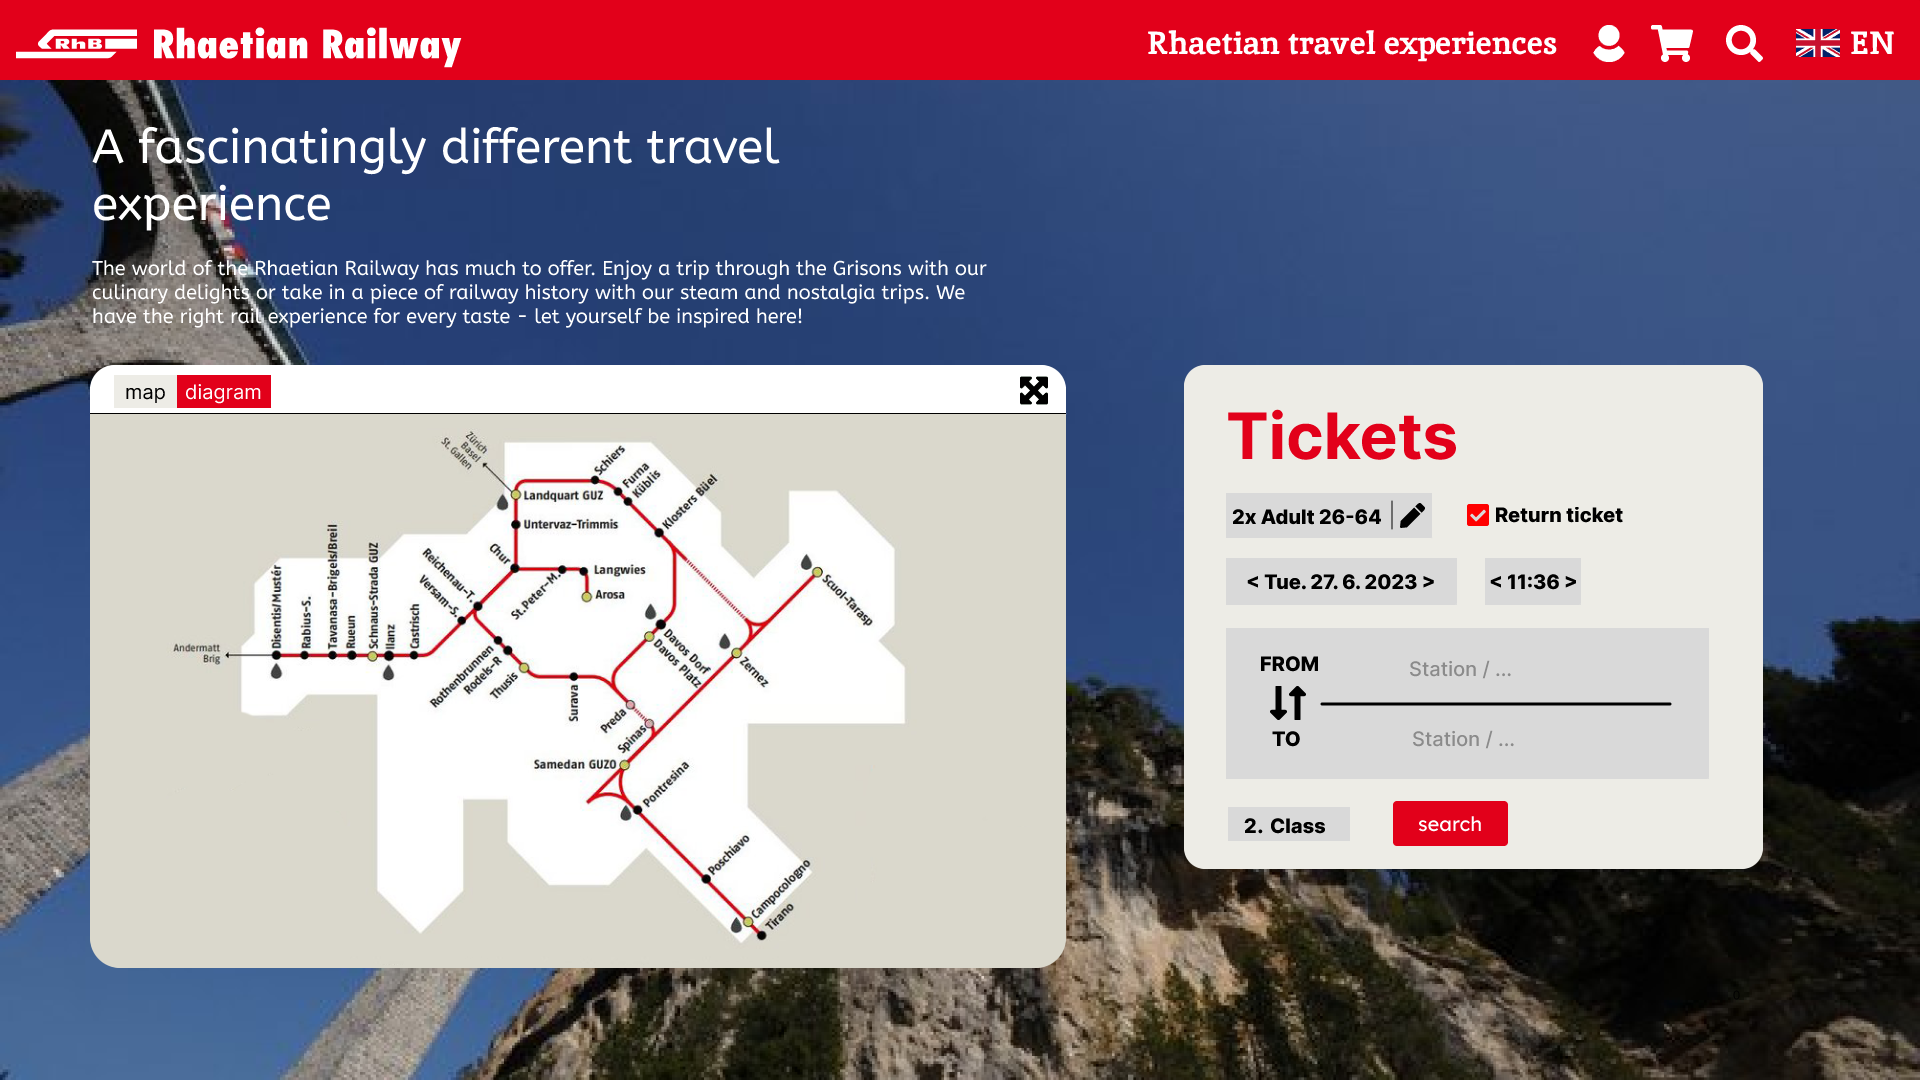 RhB Rhaetian Railway
Rhaetian travel experiences
EN
A fascinatingly different travel
experience
The world of the Rhaetian Railway has much to offer. Enjoy a trip through the Grisons with our
culinary delights or take in a piece of railway history with our steam and nostalgia trips. We
have the right rail experience for every taste - let yourself be inspired here!
map
diagram
Zürich
Basel
St. Gallen
Landquart GUZ
Untervaz-Trimmis
Schiers
Furna
Küblis
Klosters Büel
Chur
Langwies
Arosa
St.Peter-M.
Reichenau-T.
Versam-S.
Disentis/Mustér
Rabius-S.
Tavanasa-Brigels/Breil
Rueun
Schnaus-Strada GUZ
Ilanz
Castrisch
Andermatt
Brig
Rothenbrunnen
Rodels-R
Thusis
Surava
Preda
Spinas
Davos Dorf
Davos Platz
Scuol-Tarasp
Zernez
Samedan GUZO
Pontresina
Poschiavo
Campocologno
Tirano
Tickets
2x Adult 26-64
Return ticket
< Tue. 27. 6. 2023 >
< 11:36 >
FROM
Station / ...
TO
Station / ...
2. Class
search